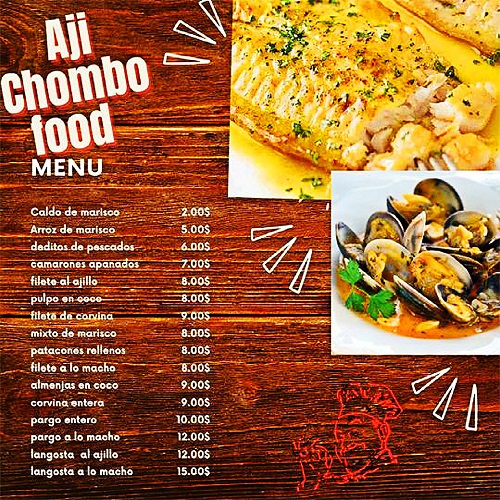 Aji
Chombo
food
MENU
Caldo de marisco 2.00$
Arroz de marisco 5.00$
deditos de pescados 6.00$
camarones apanados 7.00$
filete al ajillo 8.00$
pulpo en coco 8.00$
filete de corvina 9.00$
mixto de marisco 8.00$
patacones rellenos 8.00$
filete a lo macho 8.00$
almenjas en coco 9.00$
corvina entera 9.00$
pargo entero 10.00$
pargo a lo macho 12.00$
langosta al ajillo 12.00$
langosta a lo macho 15.00$